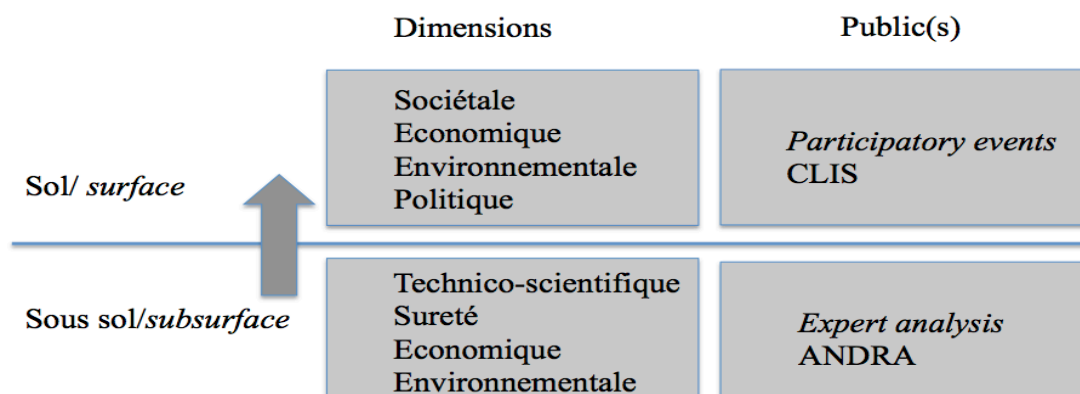 Dimensions
Public(s)
Sociétale
Economique
Environnementale
Politique
Participatory events
CLIS
Sol/ surface
Technico-scientifique
Sureté
Economique
Environnementale
Expert analysis
ANDRA
Sous sol/subsurface